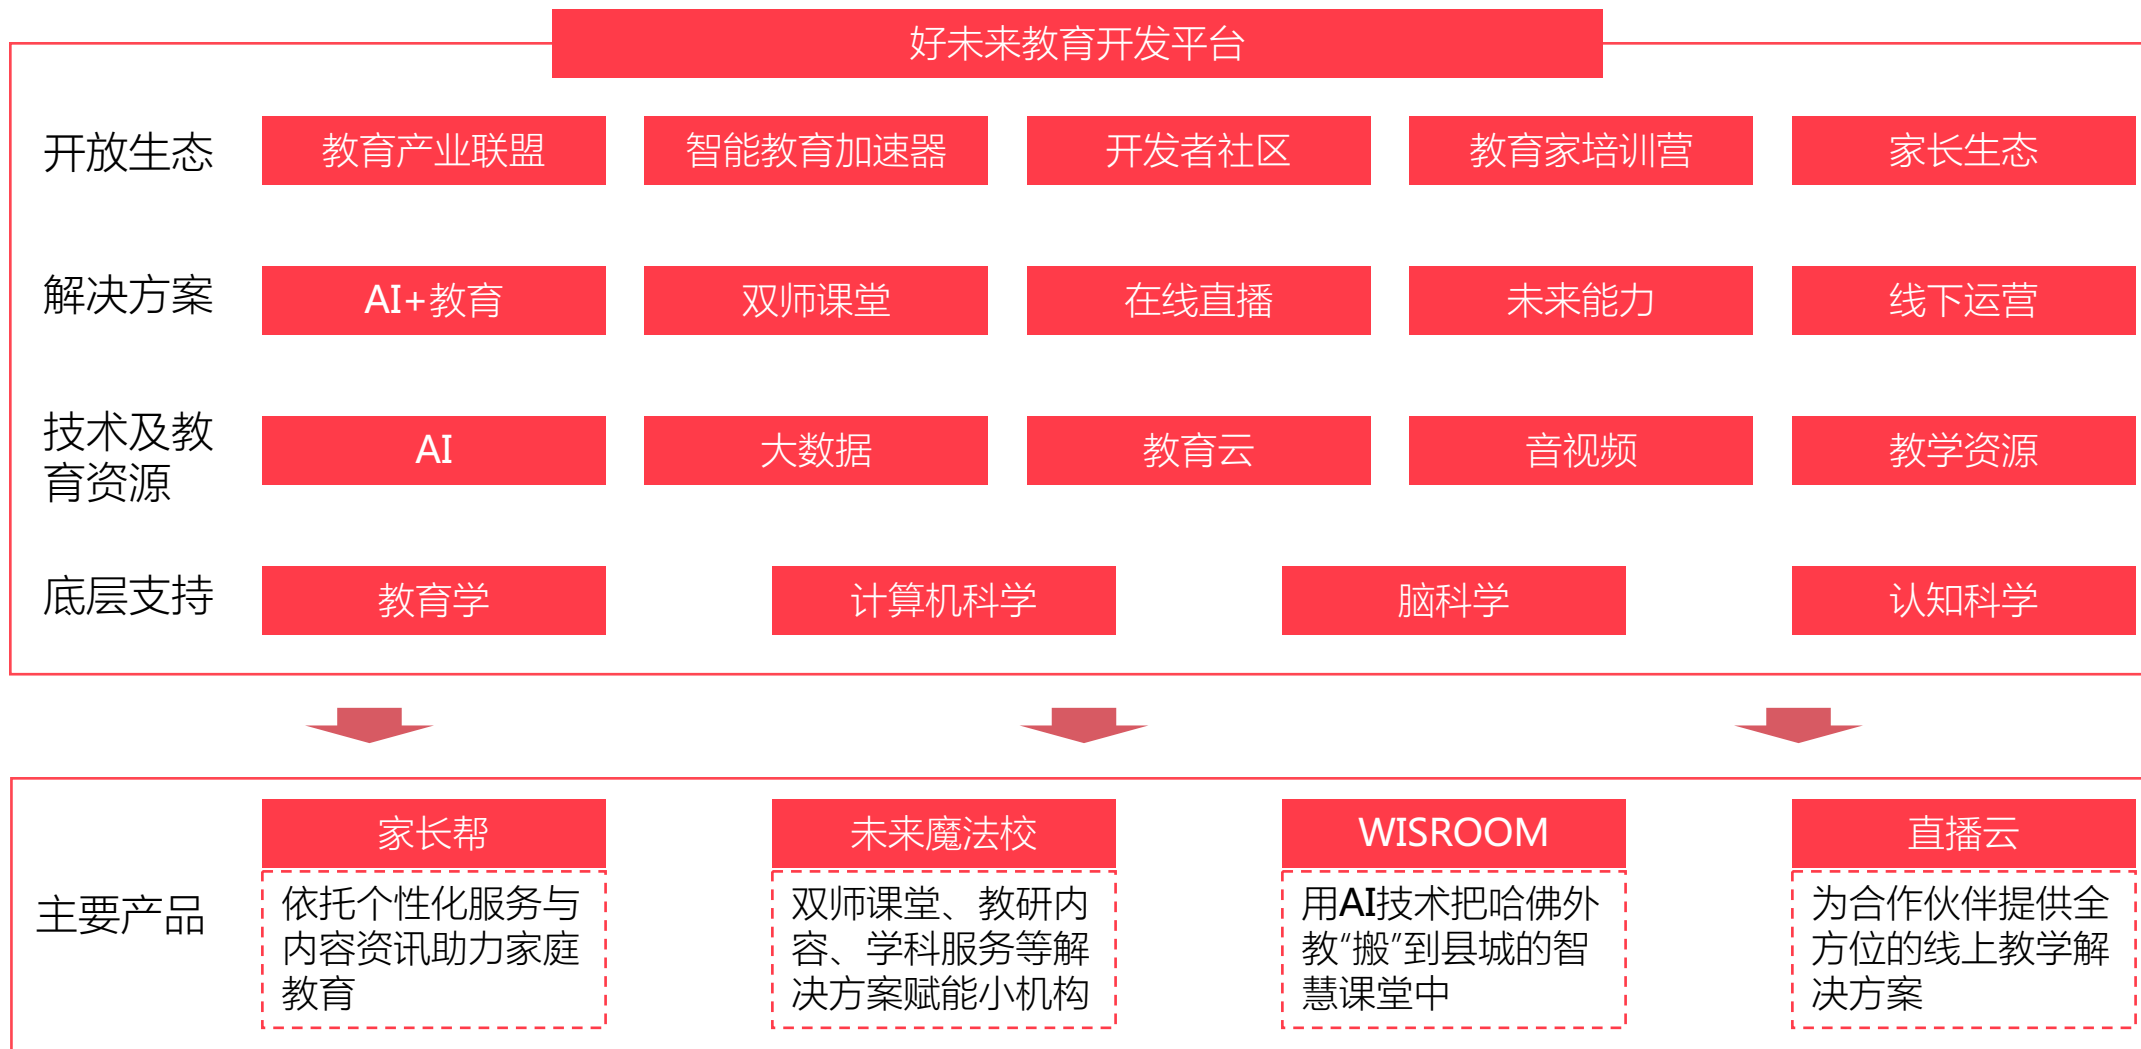 好未来教育开发平台
开放生态
教育产业联盟
智能教育加速器
开发者社区
教育家培训营
家长生态
解决方案
AI+教育
双师课堂
在线直播
未来能力
线下运营
技术及教
育资源
AI
大数据
教育云
音视频
教学资源
底层支持
教育学
计算机科学
脑科学
认知科学
主要产品
家长帮
依托个性化服务与
内容资讯助力家庭
教育
未来魔法校
双师课堂、教研内
容、学科服务等解
决方案赋能小机构
WISROOM
用AI技术把哈佛外
教“搬”到县城的智
慧课堂中
直播云
为合作伙伴提供全
方位的线上教学解
决方案